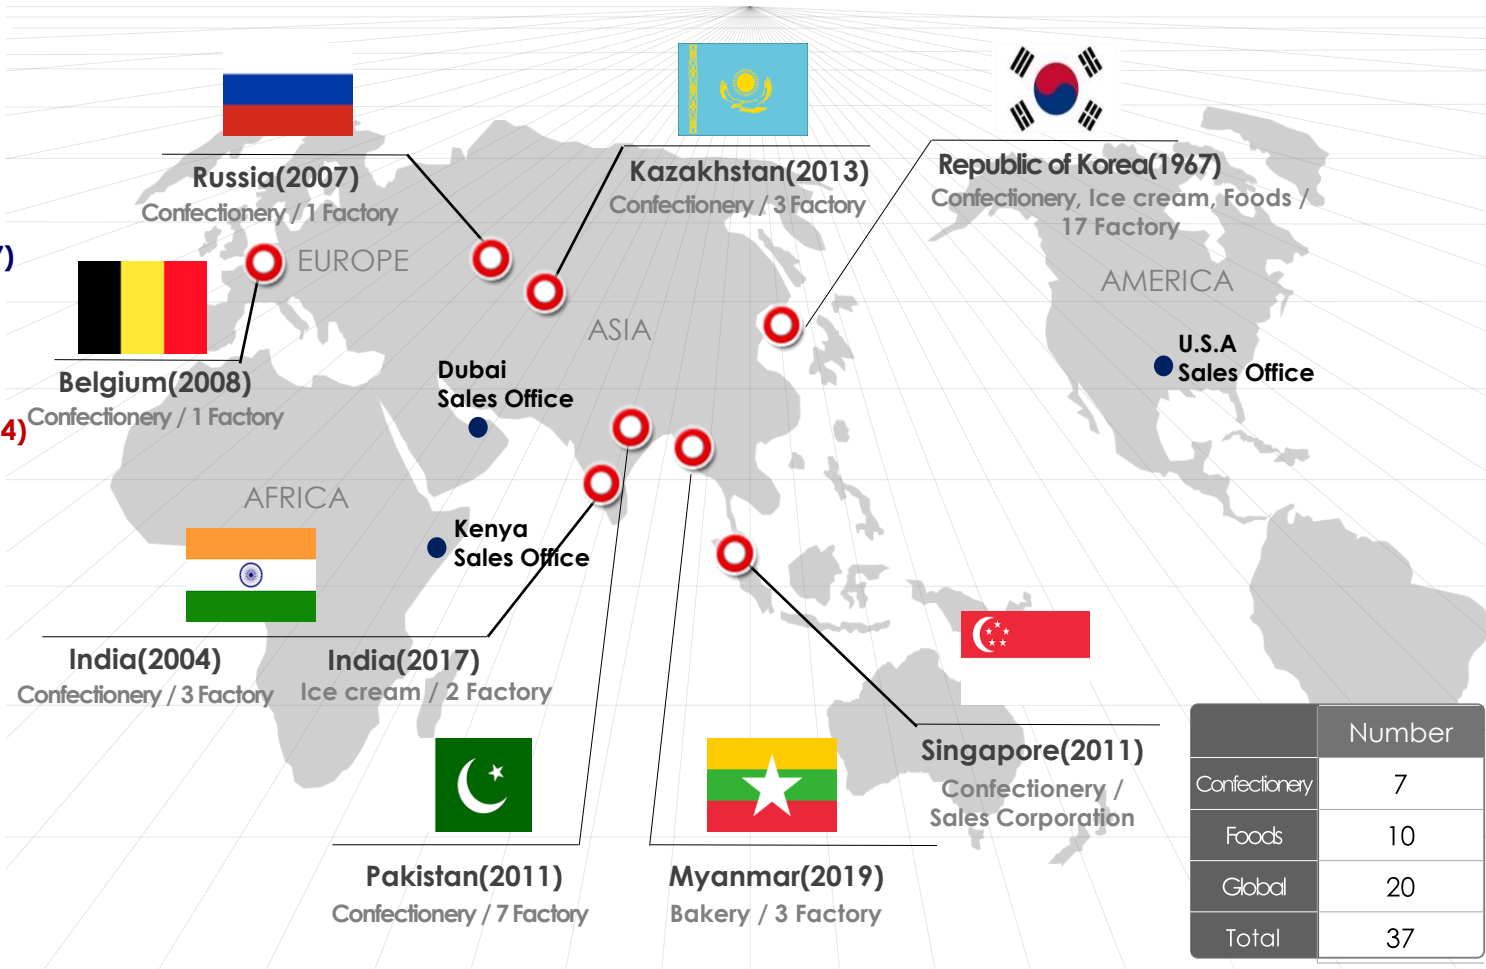 Russia(2007)
Confectionery / 1 Factory
Kazakhstan(2013)
Confectionery / 3 Factory
Republic of Korea(1967)
Confectionery, Ice cream, Foods /
17 Factory
7)
EUROPE
AMERICA
ASIA
U.S.A
Sales Office
Dubai
Sales Office
Belgium(2008)
Confectionery / 1 Factory
4)
AFRICA
Kenya
Sales Office
India(2004)
Confectionery / 3 Factory
India(2017)
Ice cream / 2 Factory
Singapore(2011)
Confectionery /
Sales Corporation
Pakistan(2011)
Confectionery / 7 Factory
Myanmar(2019)
Bakery / 3 Factory
Number
Confectionery 7
Foods 10
Global 20
Total 37